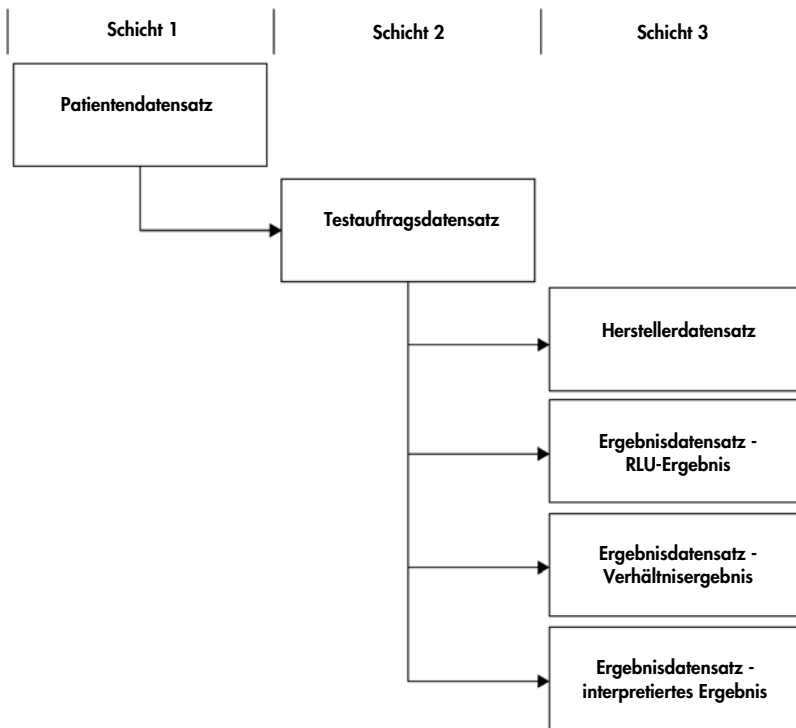 Schicht 1
Schicht 2
Schicht 3
Patientendatensatz
Testauftragsdatensatz
Herstellerdatensatz
Ergebnisdatensatz -
RLU-Ergebnis
Ergebnisdatensatz -
Verhältnisergebnis
Ergebnisdatensatz -
interpretiertes Ergebnis